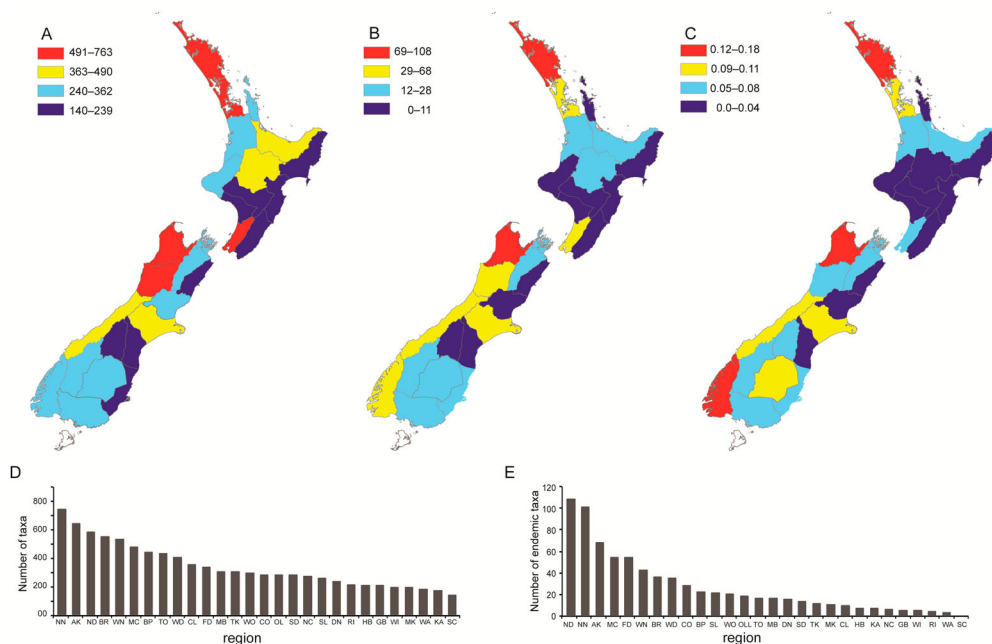 A
491–763
363–490
240–362
140–239
B
69–108
29–68
12–28
0–11
C
0.12–0.18
0.09–0.11
0.05–0.08
0.0–0.04
D
Number of taxa
800
600
400
200
00
NN AK ND BR WN MC BP TO WD CL FD MB TK WO CO OL SD NC SL DN RI HB GB WI MK WA KA SC
region
E
Number of endemic taxa
120
100
80
60
40
20
0
ND NN AK MC FD WN BR WD CO BP SL WO OLL TO MB DN SD TK MK CL HB KA NC GB WI RI WA SC
region